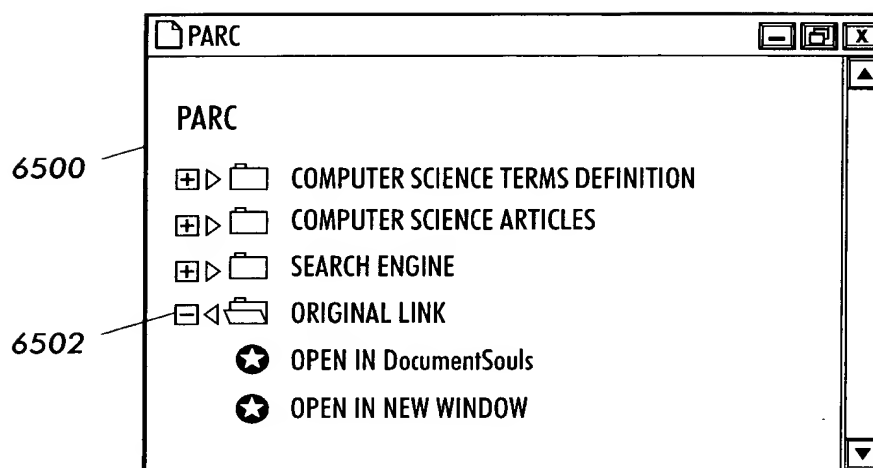 PARC
X
PARC
6500
COMPUTER SCIENCE TERMS DEFINITION
COMPUTER SCIENCE ARTICLES
SEARCH ENGINE
ORIGINAL LINK
6502
OPEN IN DocumentSouls
OPEN IN NEW WINDOW